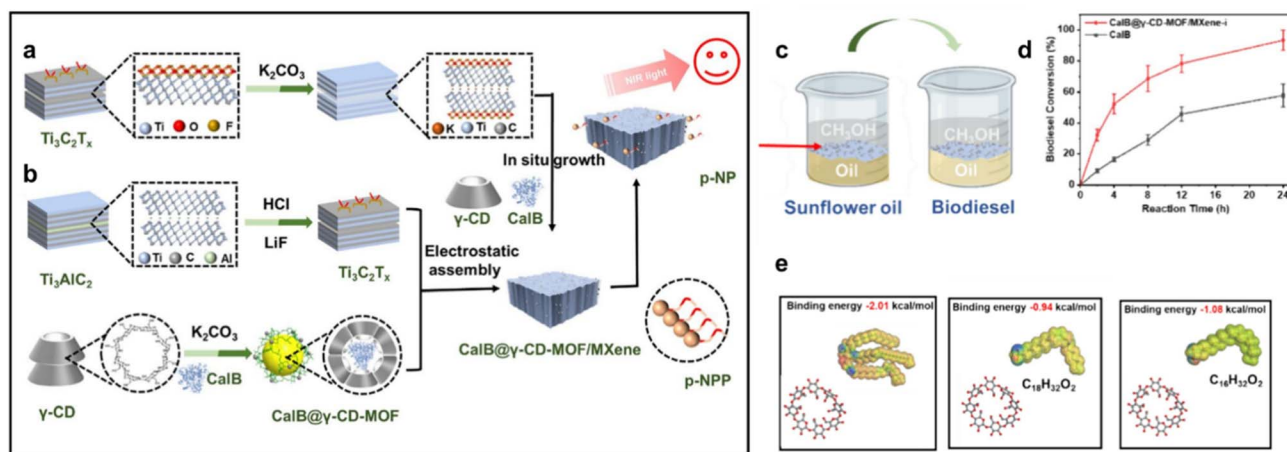 a
Ti₃C₂Tₓ
Ti O F
K₂CO₃
K Ti C
In situ growth
γ-CD CalB
NIR light
p-NP
b
Ti₃AlC₂
Ti C Al
HCl
LiF
Ti₃C₂Tₓ
Electrostatic
assembly
γ-CD
K₂CO₃
CalB
CalB@γ-CD-MOF
CalB@γ-CD-MOF/MXene
p-NPP
c
CH₃OH
Oil
Sunflower oil
CH₃OH
Oil
Biodiesel
d
CalB@γ-CD-MOF/MXene-i
CalB
Biodiesel Conversion (%)
100
80
60
40
20
0
0 4 8 12 24
Reaction Time (h)
e
Binding energy -2.01 kcal/mol
Binding energy -0.94 kcal/mol
C₁₈H₃₂O₂
Binding energy -1.08 kcal/mol
C₁₆H₃₂O₂